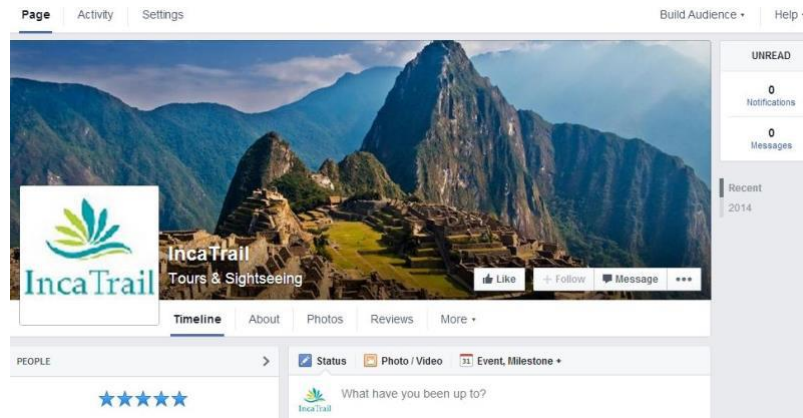 Page Activity Settings Build Audience Help
UNREAD
0
Notifications
0
Messages
Recent
2014
IncaTrail
IncaTrail
Tours & Sightseeing
Like + Follow Message
Timeline About Photos Reviews More
PEOPLE
Status Photo / Video 31 Event, Milestone +
IncaTrail
What have you been up to?